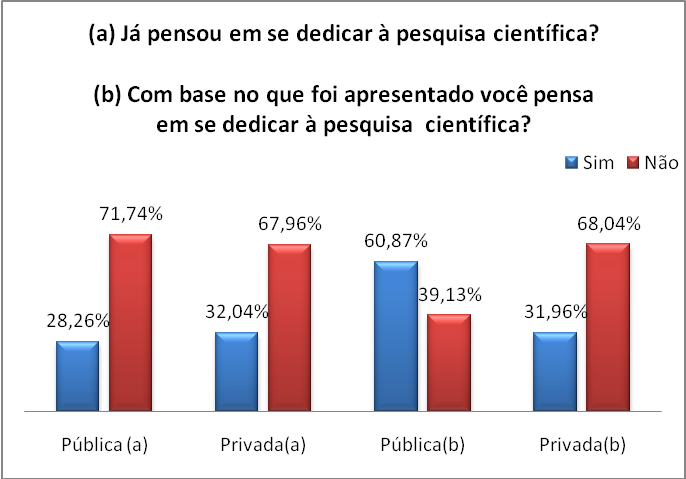 (a) Já pensou em se dedicar à pesquisa científica?
(b) Com base no que foi apresentado você pensa
em se dedicar à pesquisa científica?
Sim Não
71,74%
67,96%
60,87%
68,04%
28,26%
32,04%
39,13%
31,96%
Pública (a) Privada(a) Pública(b) Privada(b)